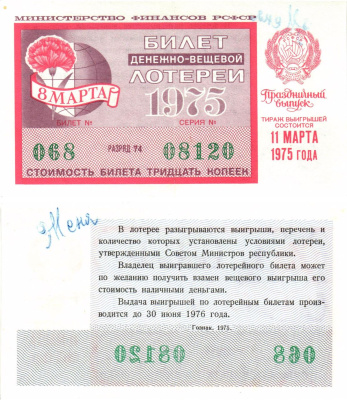 МИНИСТЕРСТВО ФИНАНСОВ РСФСР
БИЛЕТ
ДЕНЕЖНО-ВЕЩЕВОЙ
ЛОТЕРЕИ
8 МАРТА
1975
БИЛЕТ №
СЕРИЯ №
068
РАЗРЯД 74
08120
СТОИМОСТЬ БИЛЕТА ТРИДЦАТЬ КОПЕЕК
Праздничный
выпуск
ТИРАЖ ВЫИГРЫШЕЙ
СОСТОИТСЯ
11 МАРТА
1975 ГОДА
Женя
В лотерее разыгрываются выигрыши, перечень и
количество которых установлены условиями лотереи,
утвержденными Советом Министров республики.
Владелец выигравшего лотерейного билета может
по желанию получить взамен вещевого выигрыша его
стоимость наличными деньгами.
Выдача выигрышей по лотерейным билетам произ-
водится до 30 июня 1976 года.
Гознак. 1975.
08120
068